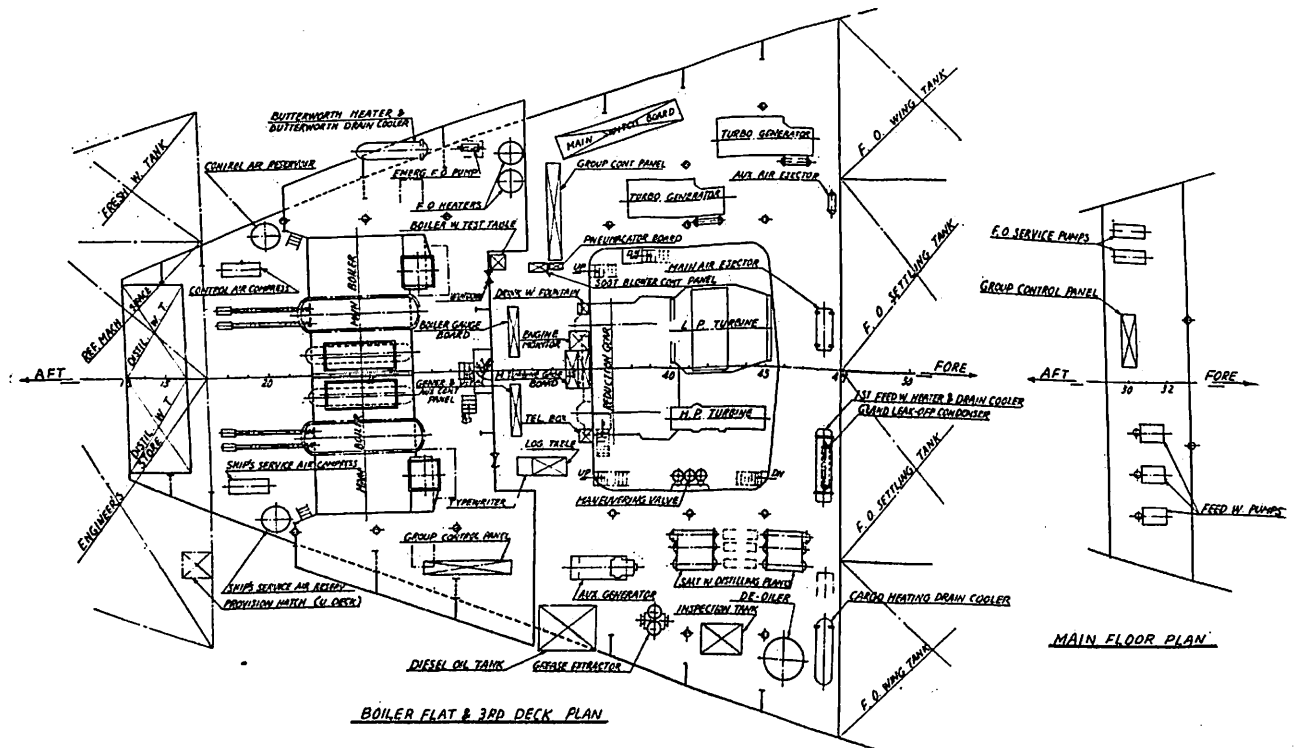 BUTTERWORTH HEATER &
BUTTERWORTH DRAIN COOLER
CONTROL AIR RESERVOIR
FRESH W. TANK
EMERG F.O PUMP
F.O HEATERS
BOILER W. TEST TABLE
MAIN SWITCH BOARD
GROUP CONT PANEL
TURBO GENERATOR
TURBO GENERATOR
AUX AIR EJECTOR
F. O. WING TANK
PNEUMACATOR BOARD
UP
DN
MAIN AIR EJECTOR
SOOT BLOWER CONT PANEL
CONTROL AIR COMPRESS
WINDOW
DRINK W FOUNTAIN
F. O. SETTLING TANK
REF MACH SPACE
DISTIL. W. T.
MAIN BOILER
BOILER GAUGE
BOARD
ENGINE
MONITOR
L. P. TURBINE
REDUCTION GEAR
AFT
15
20
40
45
50
FORE
BOARD
PANEL
TEL. BOX
H. P. TURBINE
1ST FEED W. HEATER & DRAIN COOLER
GLAND LEAK-OFF CONDENSER
DISTIL. W. T.
STORE
ENGINEER'S
MAIN BOILER
SHIP'S SERVICE AIR COMPRESS
LOG TABLE
TYPEWRITER
UP
DN
MANEUVERING VALVE
F. O. SETTLING TANK
GROUP CONTROL PANEL
SHIP'S SERVICE AIR RESERV
PROVISION HATCH (U. DECK)
AUX. GENERATOR
SALT W DISTILLING PLANTS
DE-OILER
INSPECTION TANK
CARGO HEATING DRAIN COOLER
DIESEL OIL TANK
GREASE EXTRACTOR
F. O. WING TANK
BOILER FLAT & 3RD DECK PLAN
F.O SERVICE PUMPS
GROUP CONTROL PANEL
AFT
30
32
FORE
FEED W. PUMPS
MAIN FLOOR PLAN